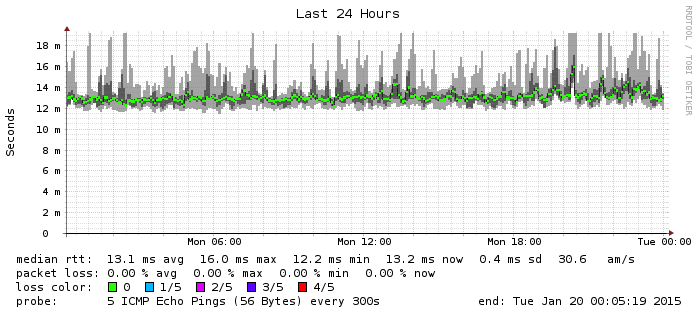 Last 24 Hours
RRDTOOL / TOBI OETIKER
Seconds
18 m
16 m
14 m
12 m
10 m
8 m
6 m
4 m
2 m
0
Mon 06:00 Mon 12:00 Mon 18:00 Tue 00:00
median rtt: 13.1 ms avg 16.0 ms max 12.2 ms min 13.2 ms now 0.4 ms sd 30.6 am/s
packet loss: 0.00 % avg 0.00 % max 0.00 % min 0.00 % now
loss color: 0 1/5 2/5 3/5 4/5
probe: 5 ICMP Echo Pings (56 Bytes) every 300s end: Tue Jan 20 00:05:19 2015